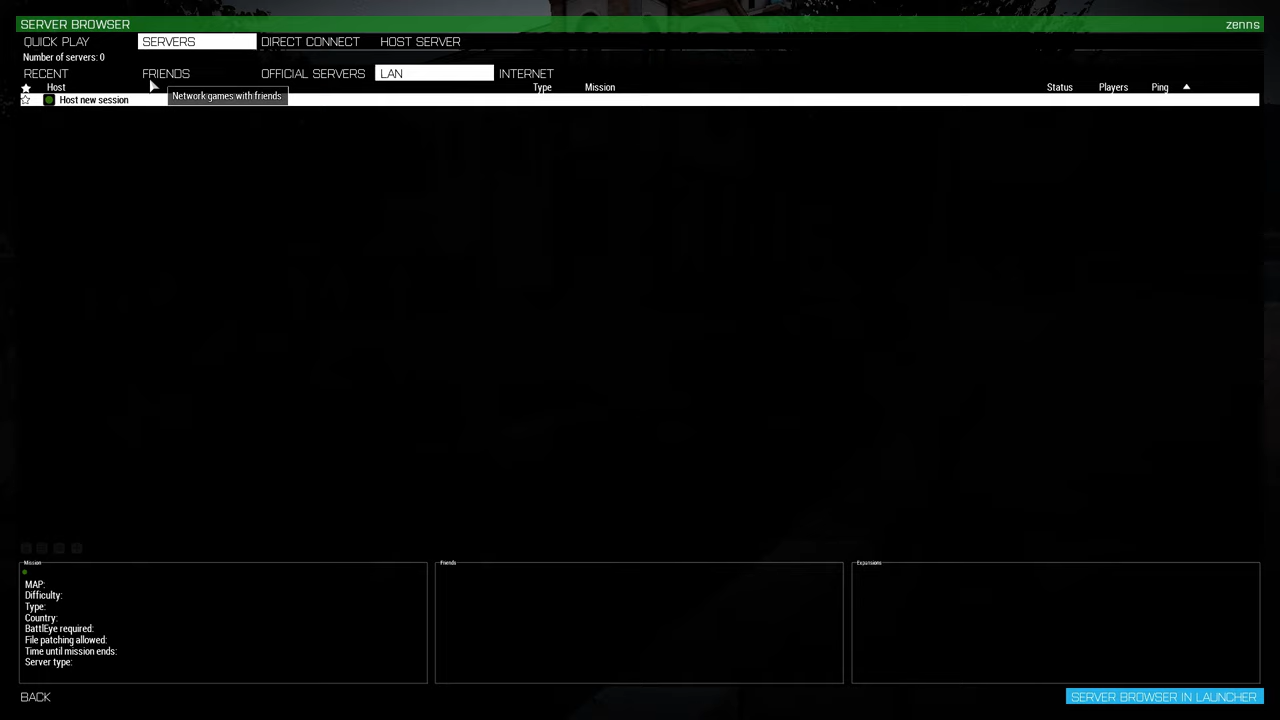 SERVER BROWSER zenns
QUICK PLAY SERVERS DIRECT CONNECT HOST SERVER
Number of servers: 0
RECENT FRIENDS OFFICIAL SERVERS LAN INTERNET
Host Type Mission Status Players Ping
Network games with friends
Host new session
Mission Friends Expansions
MAP:
Difficulty:
Type:
Country:
BattlEye required:
File patching allowed:
Time until mission ends:
Server type:
BACK SERVER BROWSER IN LAUNCHER